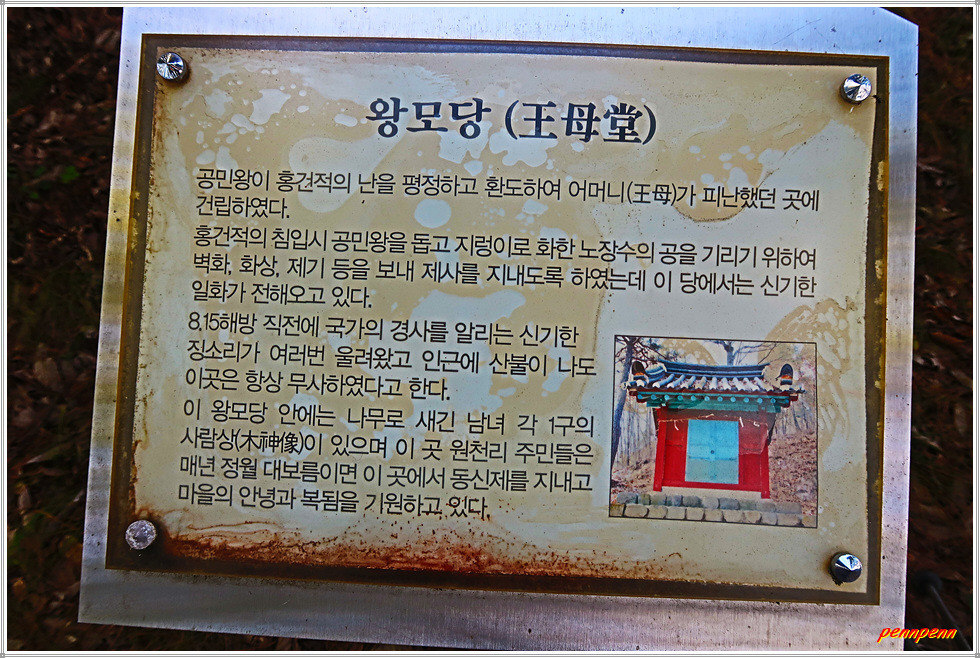 왕모당 (王母堂)
공민왕이 홍건적의 난을 평정하고 환도하여 어머니(王母)가 피난했던 곳에
건립하였다.
홍건적의 침입시 공민왕을 돕고 지렁이로 화한 노장수의 공을 기리기 위하여
벽화, 화상, 제기 등을 보내 제사를 지내도록 하였는데 이 당에서는 신기한
일화가 전해오고 있다.
8.15해방 직전에 국가의 경사를 알리는 신기한
징소리가 여러번 울려왔고 인근에 산불이 나도
이곳은 항상 무사하였다고 한다.
이 왕모당 안에는 나무로 새긴 남녀 각 1구의
사람상(木神像)이 있으며 이 곳 원천리 주민들은
매년 정월 대보름이면 이 곳에서 동신제를 지내고
마을의 안녕과 복됨을 기원하고 있다.
pennpenn